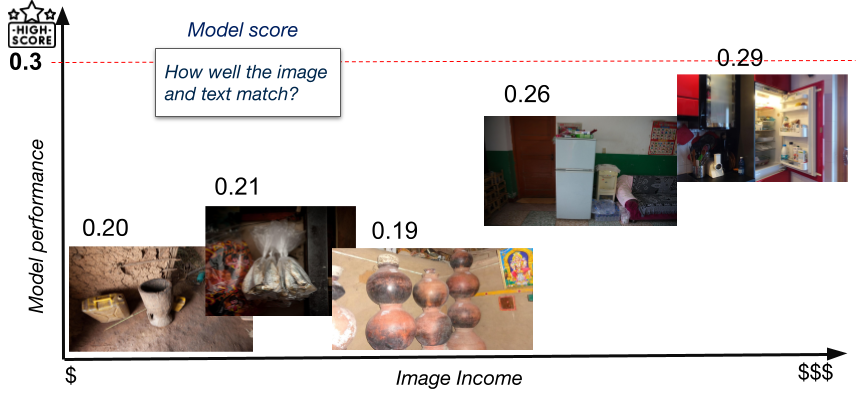 HIGH
SCORE
0.3
Model score
How well the image
and text match?
0.29
0.26
0.21
0.20
0.19
Model performance
$
Image Income
$$$